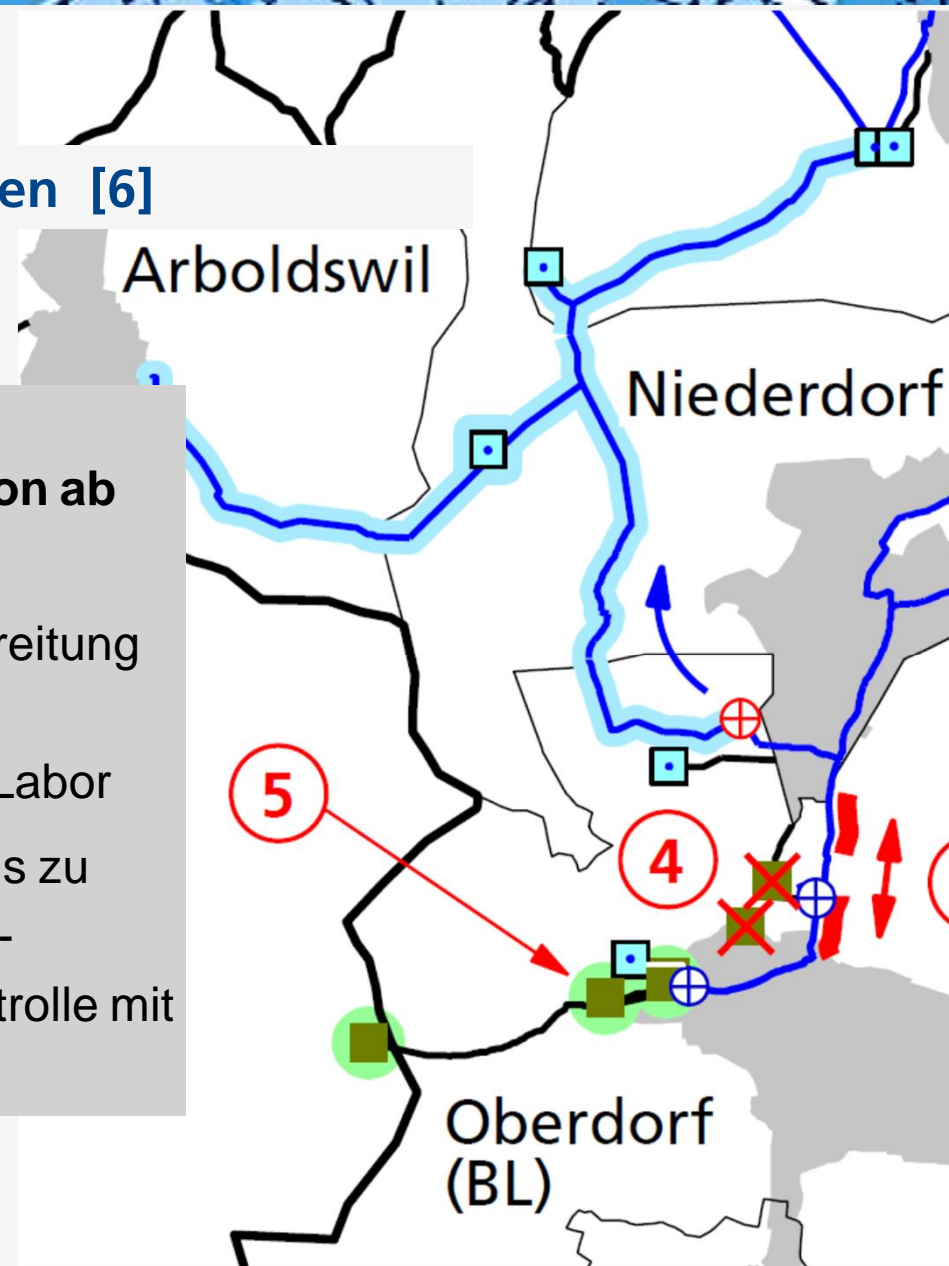 en [6]
Arboldswil
Niederdorf
on ab
reitung
Labor
s zu
-
trolle mit
5
4
Oberdorf
(BL)